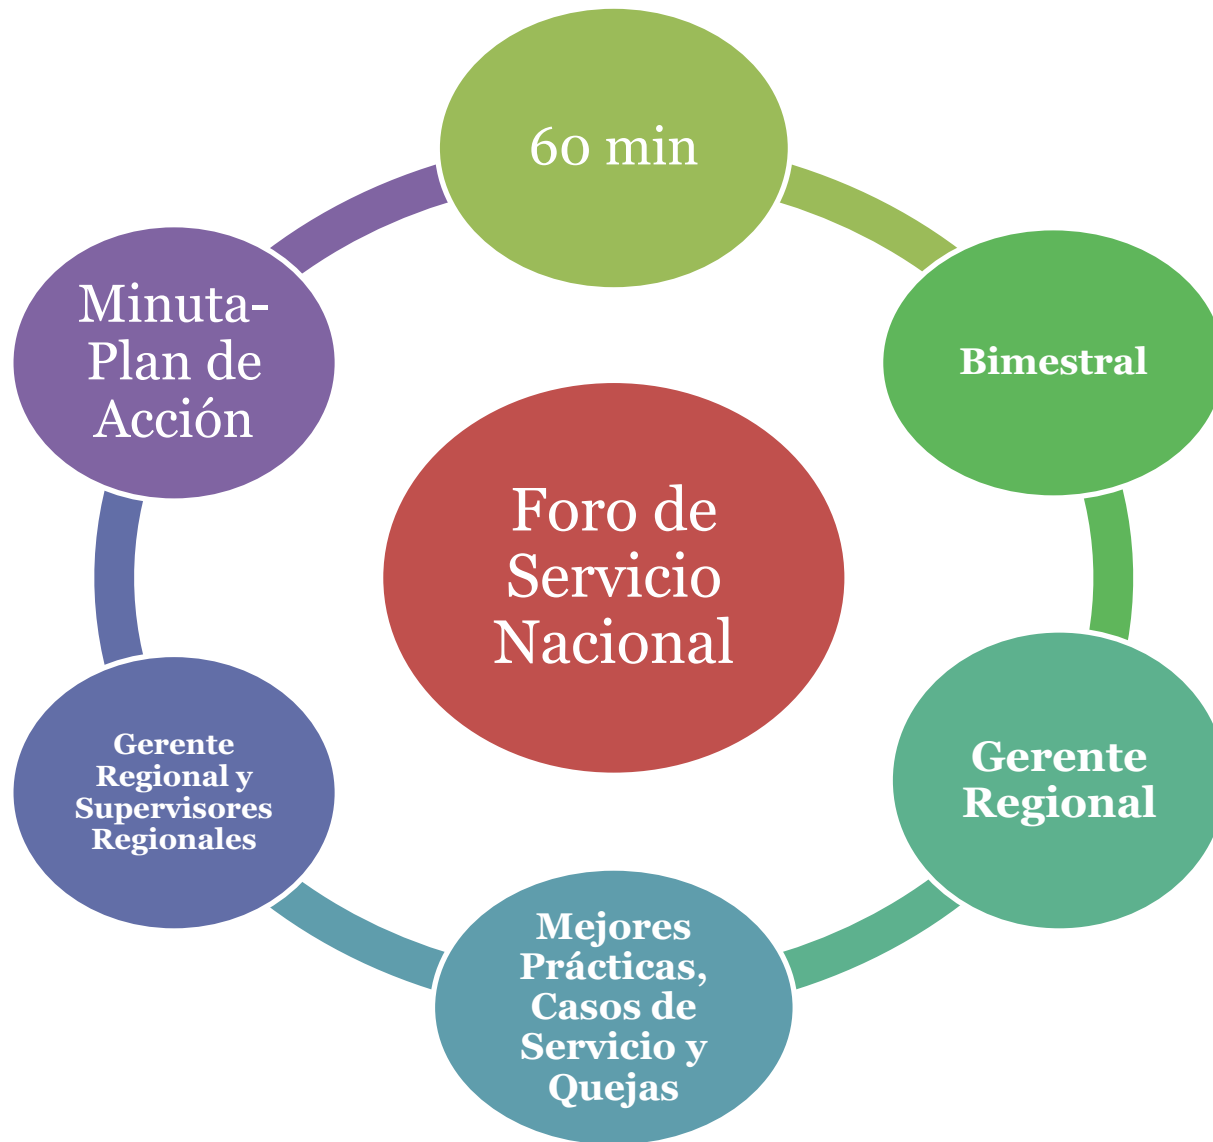 60 min
Bimestral
Gerente
Regional
Mejores
Prácticas,
Casos de
Servicio y
Quejas
Gerente
Regional y
Supervisores
Regionales
Minuta-
Plan de
Acción
Foro de
Servicio
Nacional